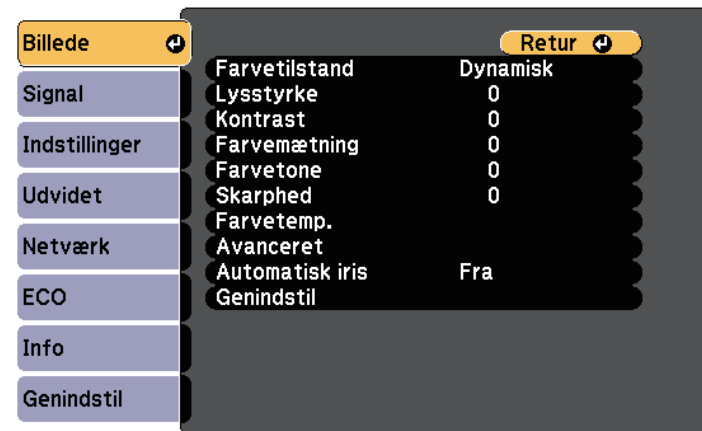 Billede
Signal
Indstillinger
Udvidet
Netværk
ECO
Info
Genindstil
Retur
Farvetilstand Dynamisk
Lysstyrke 0
Kontrast 0
Farvemætning 0
Farvetone 0
Skarphed 0
Farvetemp.
Avanceret
Automatisk iris Fra
Genindstil